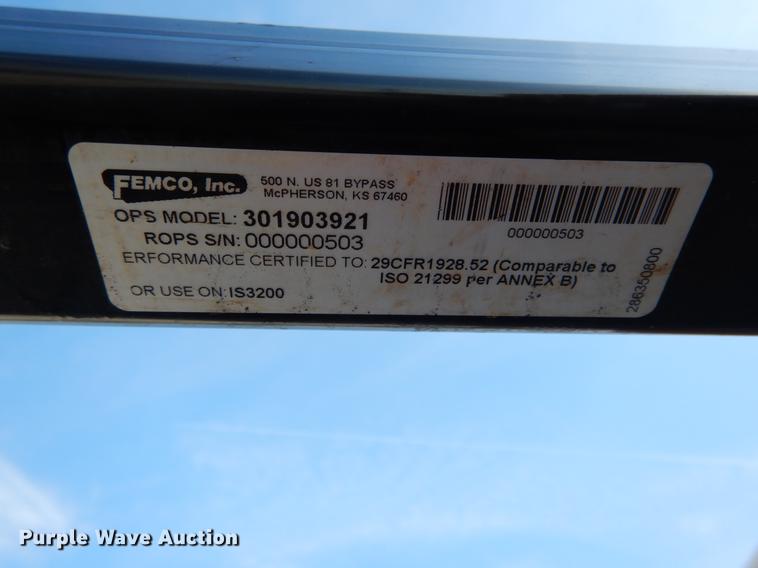 FEMCO, Inc.
500 N. US 81 BYPASS
McPHERSON, KS 67460
OPS MODEL: 301903921
ROPS S/N: 000000503
ERFORMANCE CERTIFIED TO: 29CFR1928.52 (Comparable to
ISO 21299 per ANNEX B)
OR USE ON: IS3200
000000503
286350800
Purple Wave Auction